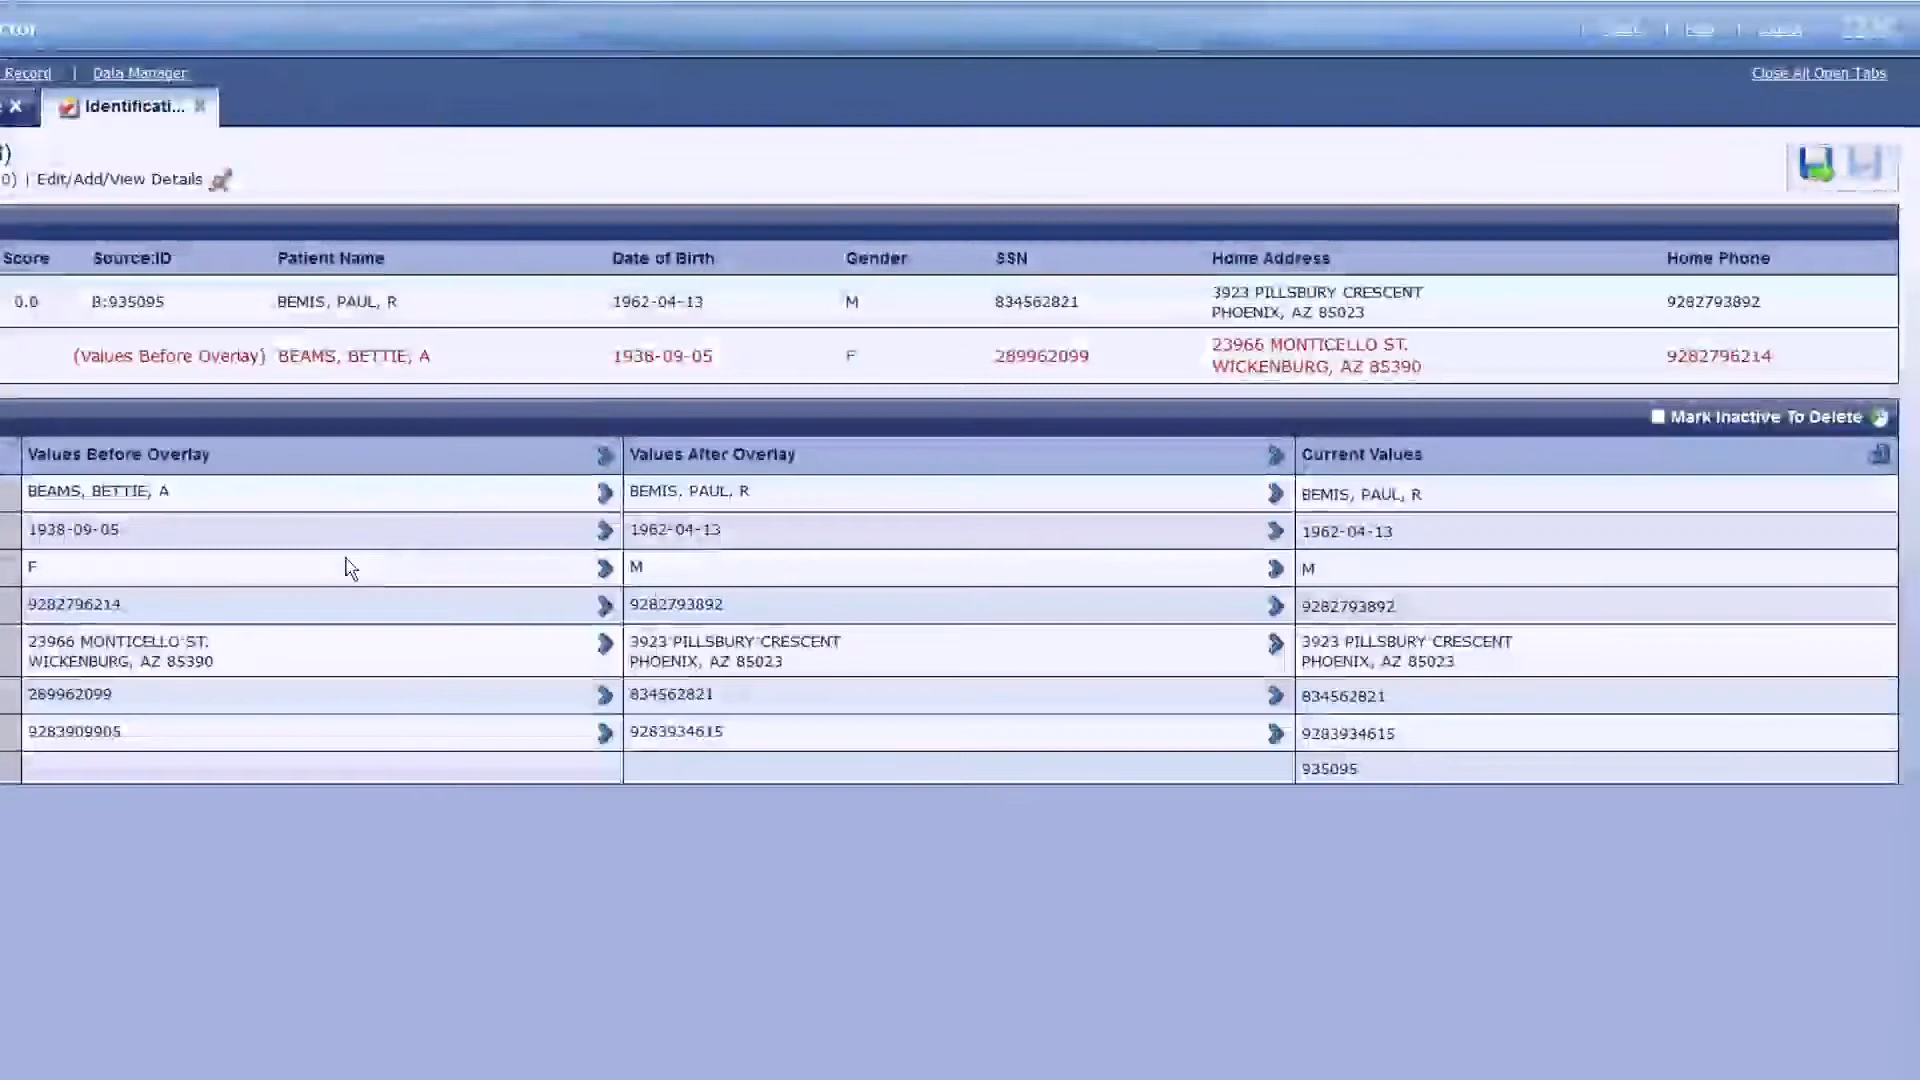 Record | Data Manager
Close All Open Tabs
Identificati...
0) | Edit/Add/View Details
Score Source:ID Patient Name Date of Birth Gender SSN Home Address Home Phone
0.0 B:935095 BEMIS, PAUL, R 1962-04-13 M 834562821 3923 PILLSBURY CRESCENT 9282793892
PHOENIX, AZ 85023
(Values Before Overlay) BEAMS, BETTIE, A 1938-09-05 F 289962099 23966 MONTICELLO ST. 9282796214
WICKENBURG, AZ 85390
Mark Inactive To Delete
Values Before Overlay Values After Overlay Current Values
BEAMS, BETTIE, A BEMIS, PAUL, R BEMIS, PAUL, R
1938-09-05 1962-04-13 1962-04-13
F M M
9282796214 9282793892 9282793892
23966 MONTICELLO ST. 3923 PILLSBURY CRESCENT 3923 PILLSBURY CRESCENT
WICKENBURG, AZ 85390 PHOENIX, AZ 85023 PHOENIX, AZ 85023
289962099 834562821 834562821
9283909905 9283934615 9283934615
935095